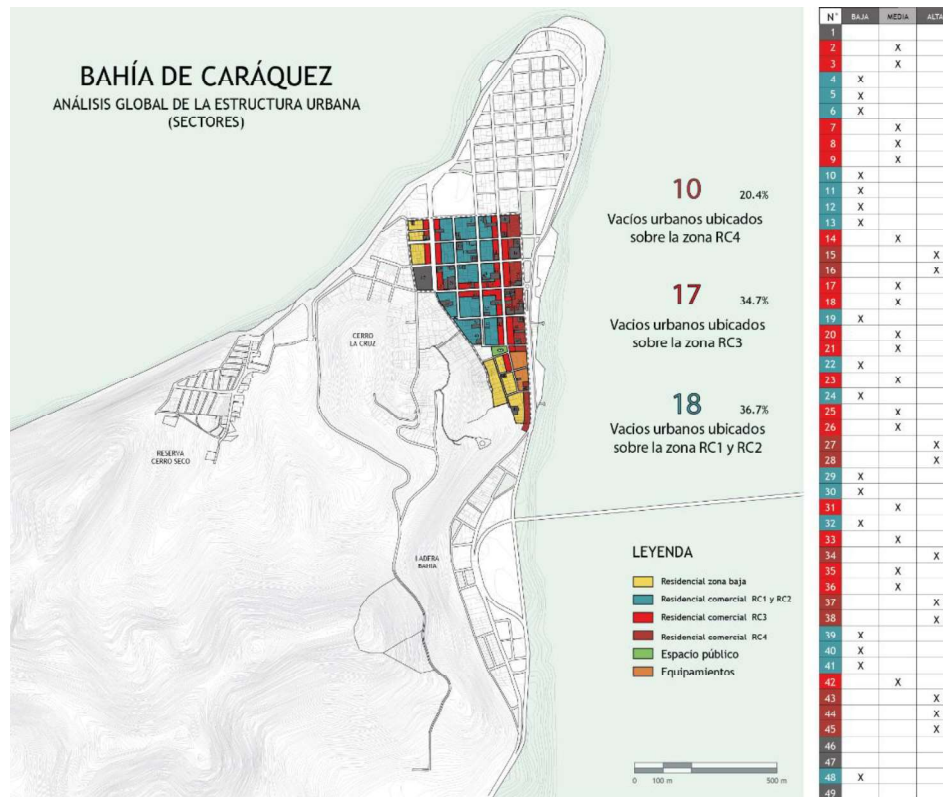 BAHÍA DE CARÁQUEZ
ANÁLISIS GLOBAL DE LA ESTRUCTURA URBANA
(SECTORES)
10 20.4%
Vacíos urbanos ubicados
sobre la zona RC4
17 34.7%
Vacios urbanos ubicados
sobre la zona RC3
18 36.7%
Vacios urbanos ubicados
sobre la zona RC1 y RC2
CERRO
LA CRUZ
RESERVA
CERRO SECO
LADERA
BAHIA
LEYENDA
Residencial zona baja
Residencial comercial RC1 y RC2
Residencial comercial RC3
Residencial comercial RC4
Espacio público
Equipamientos
0 100 m 500 m
N° BAJA MEDIA ALTA
1
2 X
3 X
4 X
5 X
6 X
7 X
8 X
9 X
10 X
11 X
12 X
13 X
14 X
15 X
16 X
17 X
18 X
19 X
20 X
21 X
22 X
23 X
24 X
25 X
26 X
27 X
28 X
29 X
30 X
31 X
32 X
33 X
34 X
35 X
36 X
37 X
38 X
39 X
40 X
41 X
42 X
43 X
44 X
45 X
46
47
48 X
49